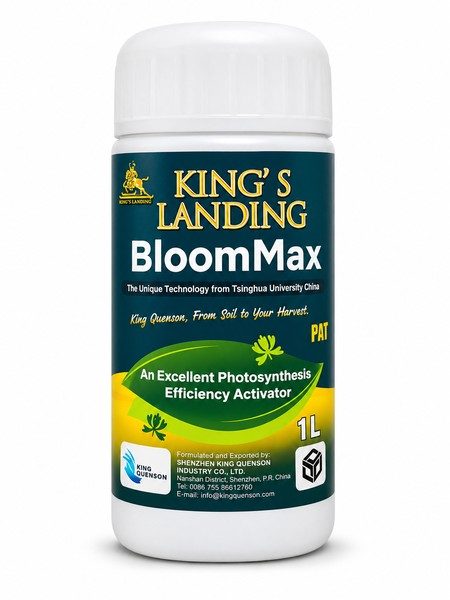 KING'S LANDING
KING'S
LANDING
BloomMax
The Unique Technology from Tsinghua University China
King Quenson, From Soil to Your Harvest.
PAT
An Excellent Photosynthesis
Efficiency Activator
1L
KING
QUENSON
Formulated and Exported by:
SHENZHEN KING QUENSON
INDUSTRY CO., LTD.
Nanshan District, Shenzhen, P.R. China
Tel: 0086 755 86612760
E-mail: info@kingquenson.com